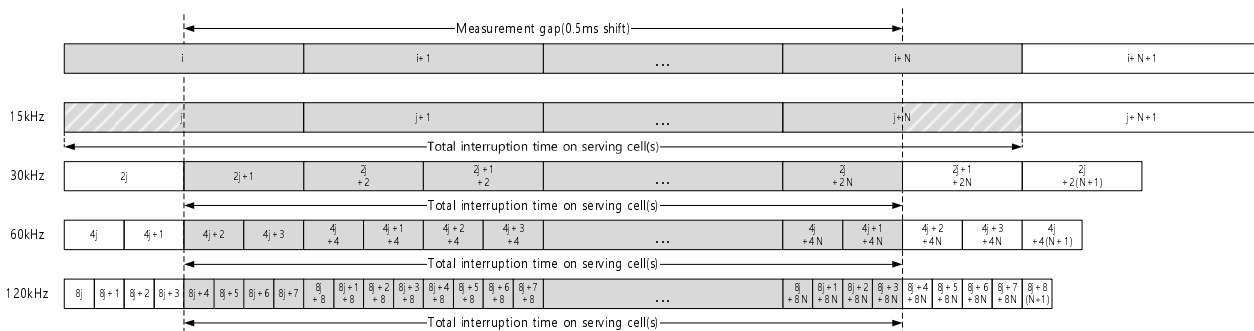 Measurement gap(0.5ms shift)
i i+1 ... i+N i+N+1
15kHz j j+1 ... j+N j+N+1
Total interruption time on serving cell(s)
30kHz 2j 2j+1 2j +2 2j+1 +2 ... 2j +2N 2j+1 +2N 2j +2(N+1)
Total interruption time on serving cell(s)
60kHz 4j 4j+1 4j+2 4j+3 4j +4 4j+1 +4 4j+2 +4 4j+3 +4 ... 4j +4N 4j+1 +4N 4j+2 +4N 4j+3 +4N 4j +4(N+1)
Total interruption time on serving cell(s)
120kHz 8j 8j+1 8j+2 8j+3 8j+4 8j+5 8j+6 8j+7 8j +8 8j+1 +8 8j+2 +8 8j+3 +8 8j+4 +8 8j+5 +8 8j+6 +8 8j+7 +8 ... 8j +8N 8j+1 +8N 8j+2 +8N 8j+3 +8N 8j+4 +8N 8j+5 +8N 8j+6 +8N 8j+7 +8N 8j+8 (N+1)
Total interruption time on serving cell(s)